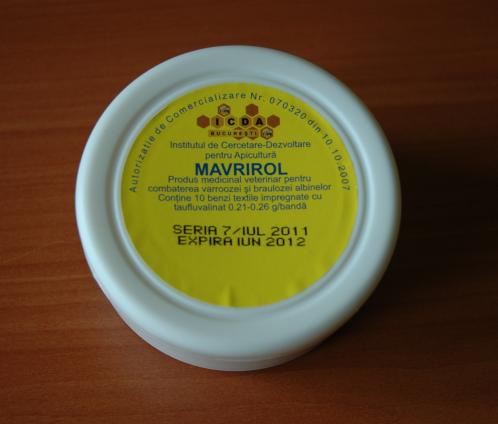 Autorizatie de Comercializare Nr. 070320 din 10.10.2007
ICDA
BUCUREȘTI
Institutul de Cercetare-Dezvoltare
pentru Apicultură
MAVRIROL
Produs medicinal veterinar pentru
combaterea varroozei și braulozei albinelor
Conține 10 benzi textile impregnate cu
taufluvalinat 0.21-0.26 g/bandă
SERIA 7/IUL 2011
EXPIRA IUN 2012